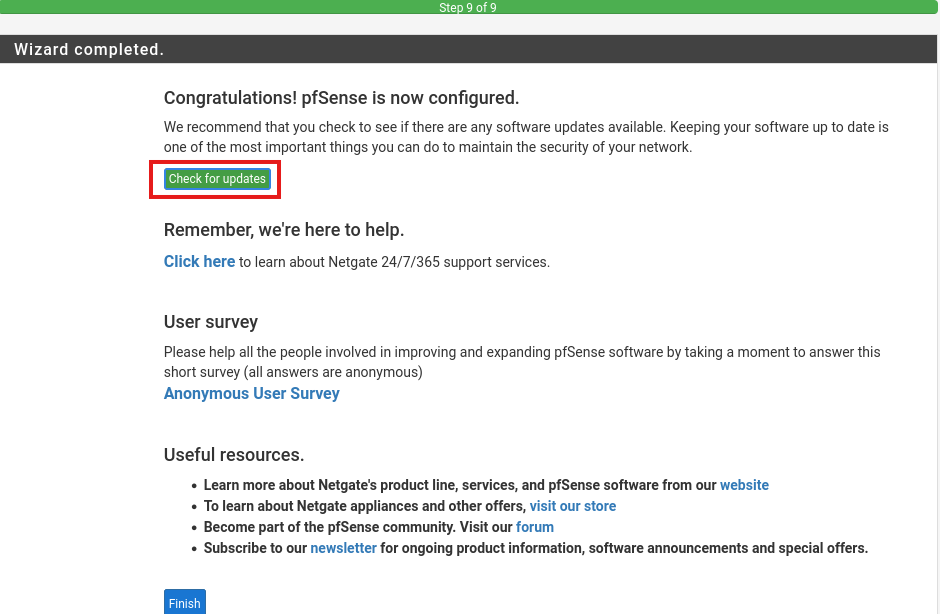 Step 9 of 9
Wizard completed.
Congratulations! pfSense is now configured.
We recommend that you check to see if there are any software updates available. Keeping your software up to date is
one of the most important things you can do to maintain the security of your network.
Check for updates
Remember, we're here to help.
Click here to learn about Netgate 24/7/365 support services.
User survey
Please help all the people involved in improving and expanding pfSense software by taking a moment to answer this
short survey (all answers are anonymous)
Anonymous User Survey
Useful resources.
• Learn more about Netgate's product line, services, and pfSense software from our website
• To learn about Netgate appliances and other offers, visit our store
• Become part of the pfSense community. Visit our forum
• Subscribe to our newsletter for ongoing product information, software announcements and special offers.
Finish